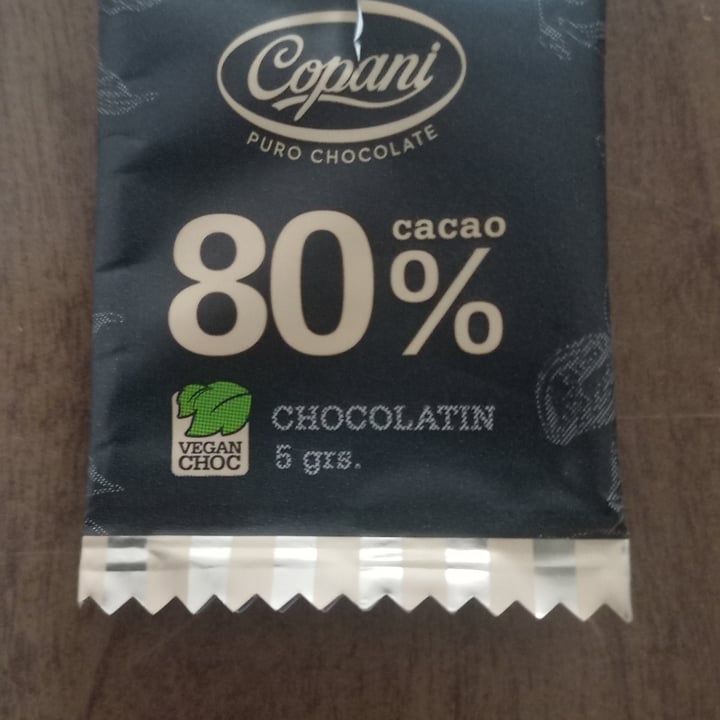 Copani
PURO CHOCOLATE
cacao
80%
CHOCOLATIN
5 grs.
VEGAN
CHOC